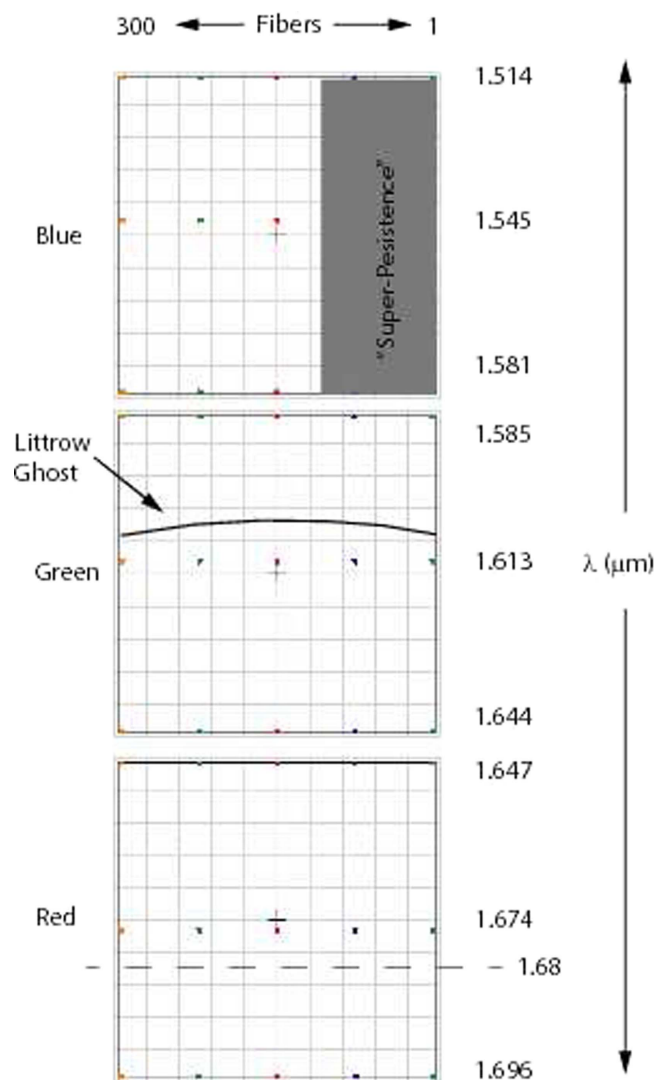 300 Fibers 1
1.514
Blue
"Super-Pesistence"
1.545
1.581
Littrow
Ghost
1.585
Green
1.613
λ (μm)
1.644
1.647
Red
1.674
1.68
1.696